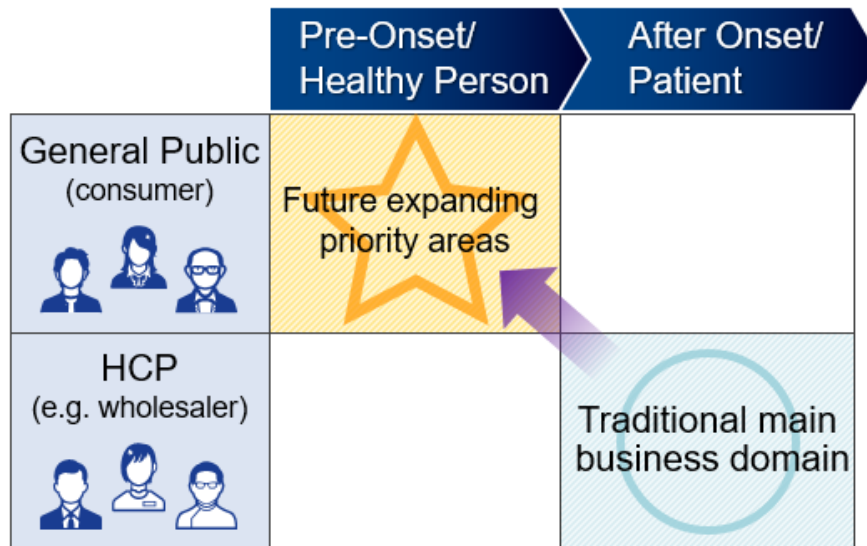 Pre-Onset/
Healthy Person
After Onset/
Patient
General Public
(consumer)
Future expanding
priority areas
HCP
(e.g. wholesaler)
Traditional main
business domain